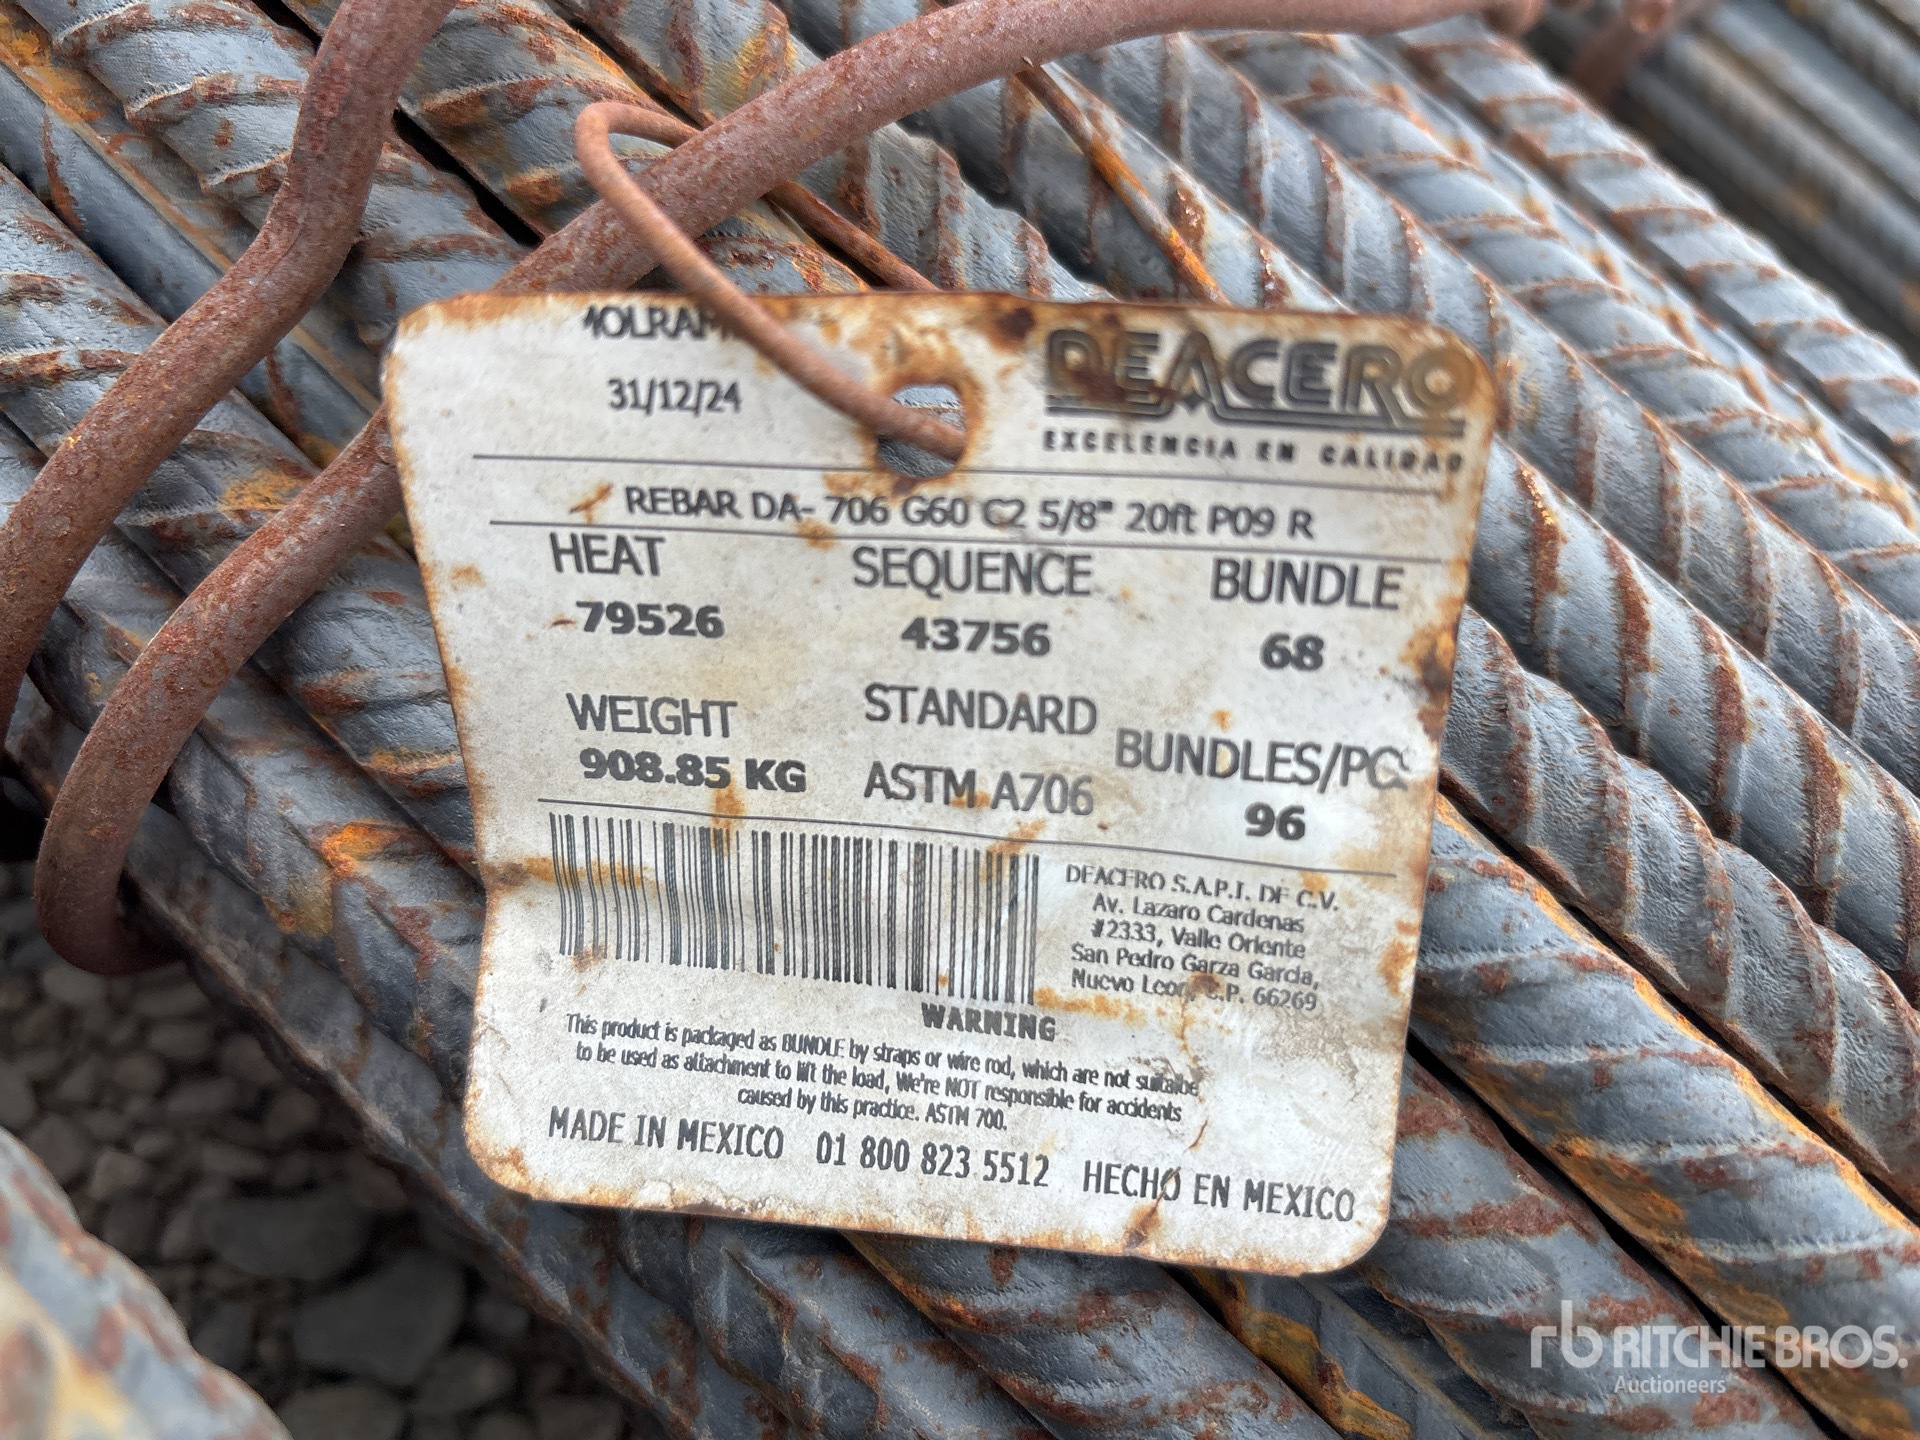 31/12/24
DEACERO
EXCELENCIA EN CALIDAD
REBAR DA- 706 G60 C2 5/8" 20ft P09 R
HEAT SEQUENCE BUNDLE
79526 43756 68
WEIGHT STANDARD BUNDLES/PCS
908.85 KG ASTM A706 96
DEACERO S.A.P.I. DE C.V.
Av. Lazaro Cardenas
#2333, Valle Oriente
San Pedro Garza Garcia,
Nuevo Leon, C.P. 66269
WARNING
This product is packaged as BUNDLE by straps or wire rod, which are not suitalbe
to be used as attachment to lift the load, We're NOT responsible for accidents
caused by this practice. ASTM 700.
MADE IN MEXICO 01 800 823 5512 HECHO EN MEXICO
rb RITCHIE BROS.
Auctioneers